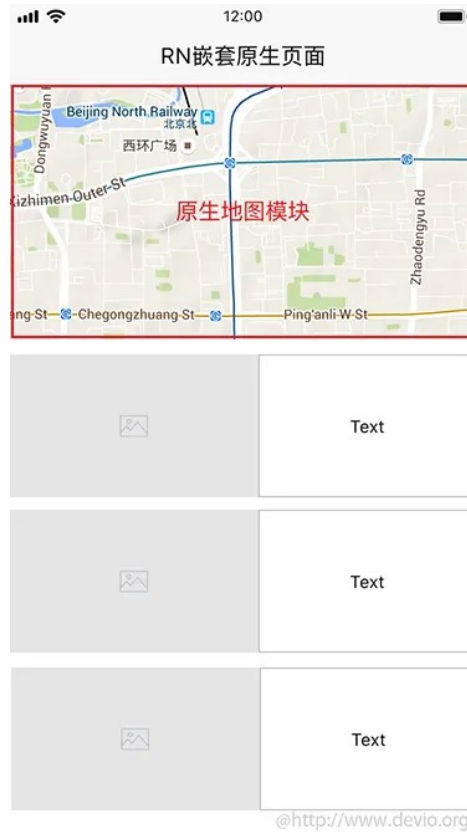 12:00
RN嵌套原生页面
Dongwuyuan
Beijing North Railway
北京北
西环广场
Xizhimen Outer St
原生地图模块
Zhaodengyu Rd
ng St
Chegongzhuang St
Ping'anli W St
Text
Text
Text
@http://www.devio.org